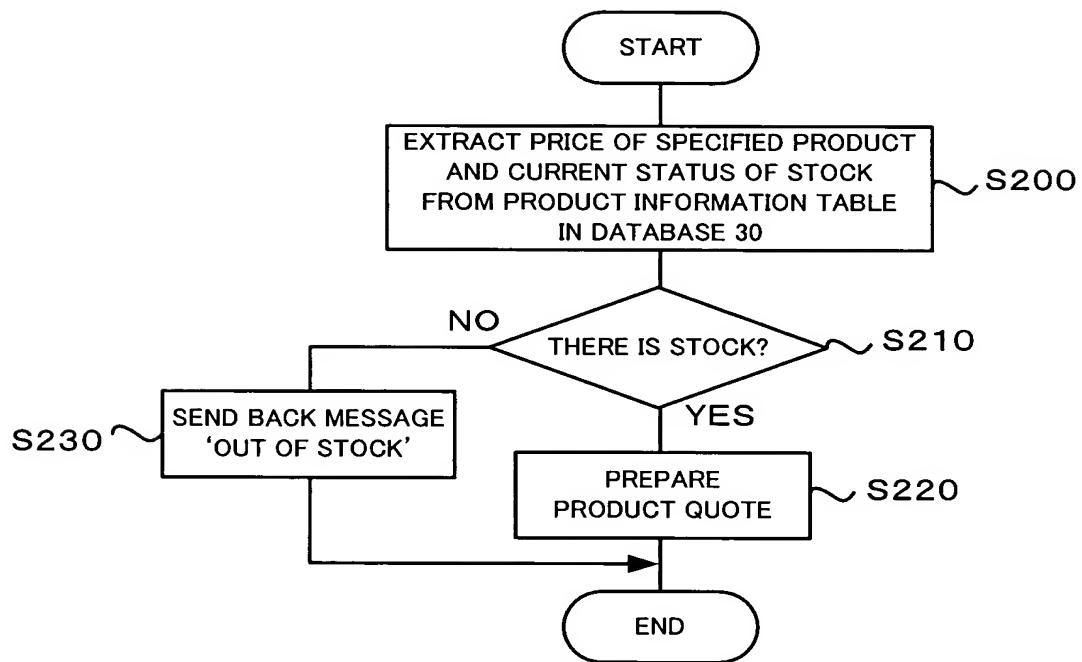 START
EXTRACT PRICE OF SPECIFIED PRODUCT
AND CURRENT STATUS OF STOCK
FROM PRODUCT INFORMATION TABLE
IN DATABASE 30
S200
NO
THERE IS STOCK?
S210
YES
S230
SEND BACK MESSAGE
'OUT OF STOCK'
PREPARE
PRODUCT QUOTE
S220
END